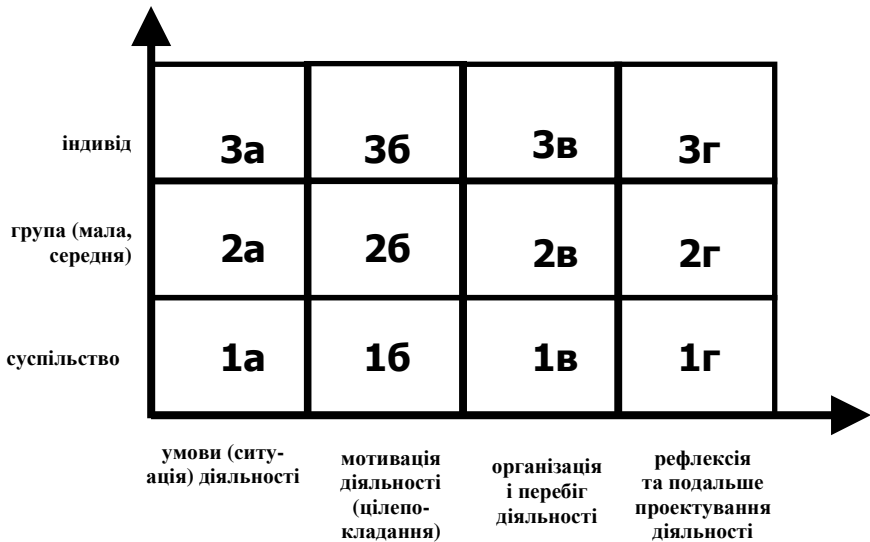 індивід
3а 3б 3в 3г
група (мала,
середня)
2а 2б 2в 2г
суспільство
1а 1б 1в 1г
умови (ситу-
ація) діяльності
мотивація
діяльності
(цілепо-
кладання)
організація
і перебіг
діяльності
рефлексія
та подальше
проектування
діяльності